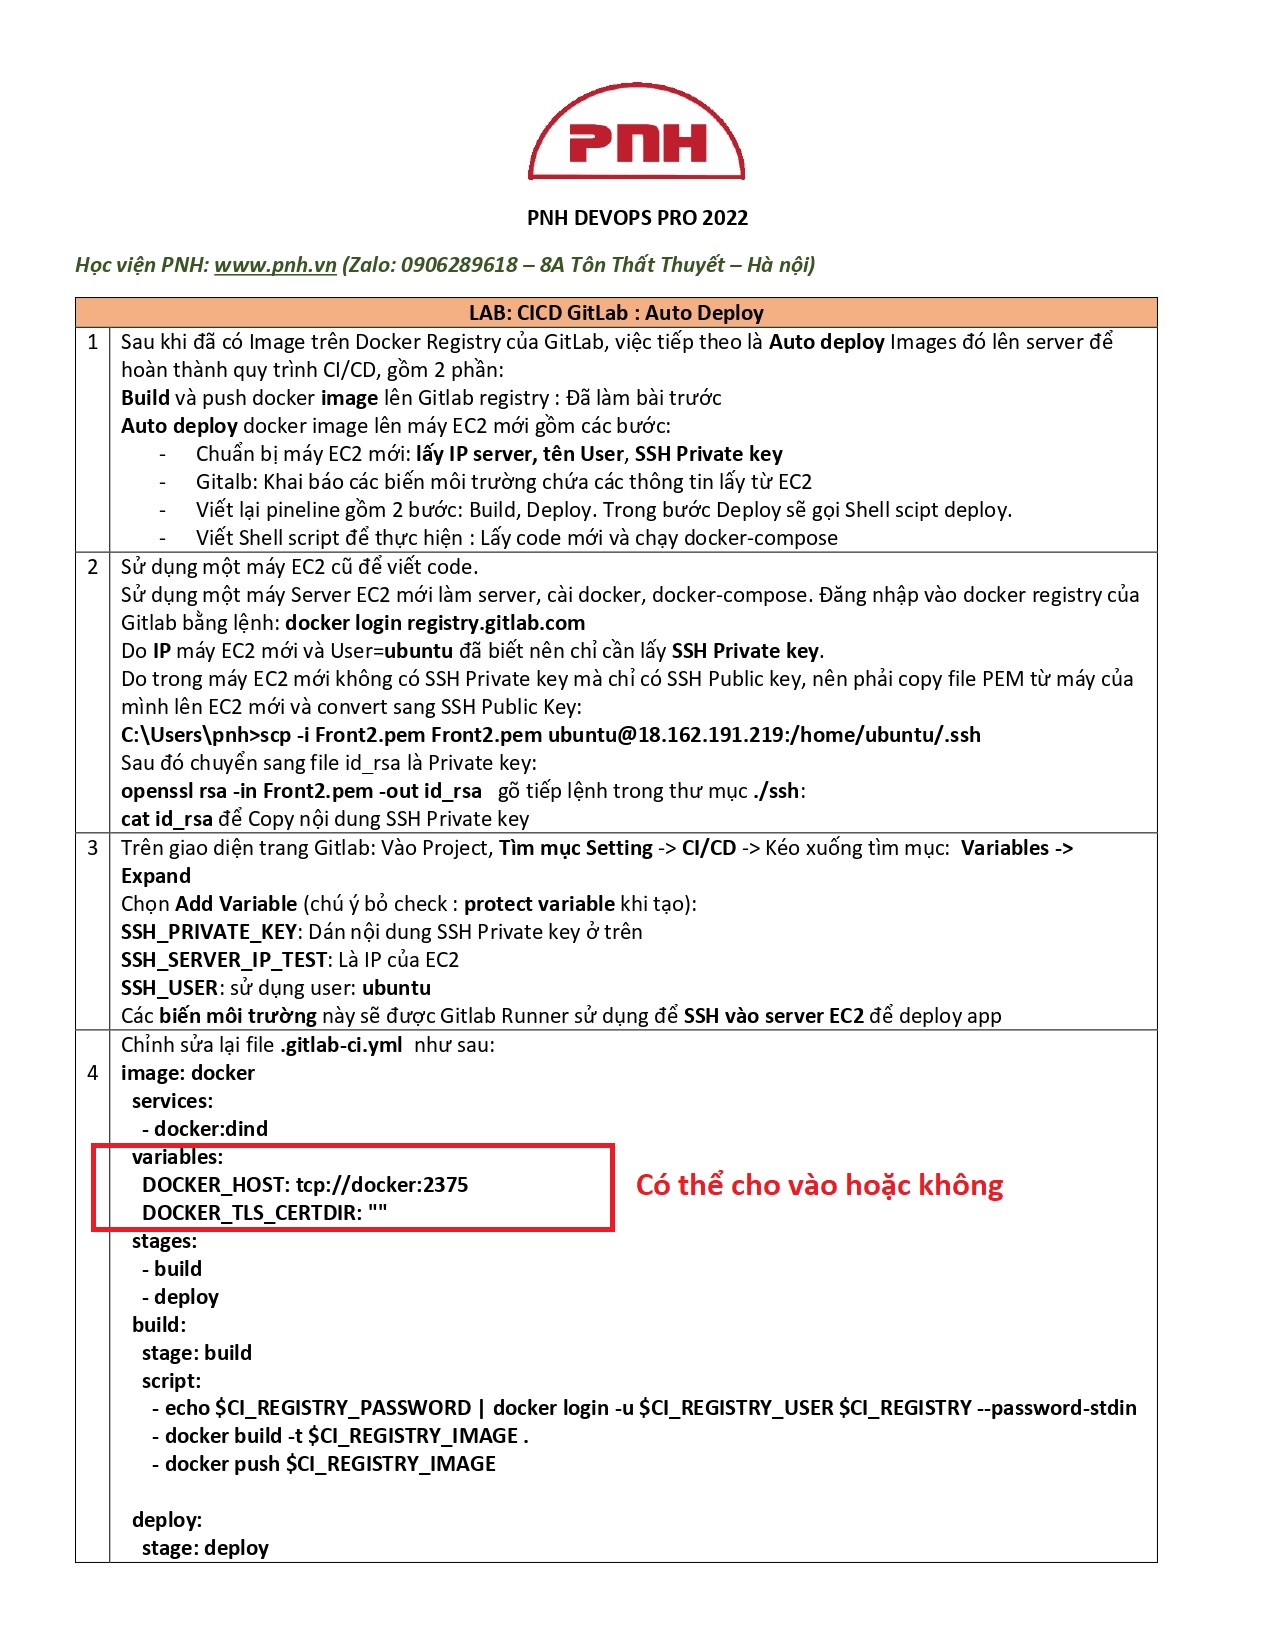 PNH
PNH DEVOPS PRO 2022
Học viện PNH: www.pnh.vn (Zalo: 0906289618 – 8A Tôn Thất Thuyết – Hà nội)
LAB: CICD GitLab : Auto Deploy
1 Sau khi đã có Image trên Docker Registry của GitLab, việc tiếp theo là Auto deploy Images đó lên server để
hoàn thành quy trình CI/CD, gồm 2 phần:
Build và push docker image lên Gitlab registry : Đã làm bài trước
Auto deploy docker image lên máy EC2 mới gồm các bước:
- Chuẩn bị máy EC2 mới: lấy IP server, tên User, SSH Private key
- Gitalb: Khai báo các biến môi trường chứa các thông tin lấy từ EC2
- Viết lại pineline gồm 2 bước: Build, Deploy. Trong bước Deploy sẽ gọi Shell scipt deploy.
- Viết Shell script để thực hiện : Lấy code mới và chạy docker-compose
2 Sử dụng một máy EC2 cũ để viết code.
Sử dụng một máy Server EC2 mới làm server, cài docker, docker-compose. Đăng nhập vào docker registry của
Gitlab bằng lệnh: docker login registry.gitlab.com
Do IP máy EC2 mới và User=ubuntu đã biết nên chỉ cần lấy SSH Private key.
Do trong máy EC2 mới không có SSH Private key mà chỉ có SSH Public key, nên phải copy file PEM từ máy của
mình lên EC2 mới và convert sang SSH Public Key:
C:\Users\pnh>scp -i Front2.pem Front2.pem ubuntu@18.162.191.219:/home/ubuntu/.ssh
Sau đó chuyển sang file id_rsa là Private key:
openssl rsa -in Front2.pem -out id_rsa gõ tiếp lệnh trong thư mục ./ssh:
cat id_rsa để Copy nội dung SSH Private key
3 Trên giao diện trang Gitlab: Vào Project, Tìm mục Setting -> CI/CD -> Kéo xuống tìm mục: Variables ->
Expand
Chọn Add Variable (chú ý bỏ check : protect variable khi tạo):
SSH_PRIVATE_KEY: Dán nội dung SSH Private key ở trên
SSH_SERVER_IP_TEST: Là IP của EC2
SSH_USER: sử dụng user: ubuntu
Các biến môi trường này sẽ được Gitlab Runner sử dụng để SSH vào server EC2 để deploy app
Chỉnh sửa lại file .gitlab-ci.yml như sau:
4 image: docker
services:
- docker:dind
variables:
DOCKER_HOST: tcp://docker:2375 Có thể cho vào hoặc không
DOCKER_TLS_CERTDIR: ""
stages:
- build
- deploy
build:
stage: build
script:
- echo $CI_REGISTRY_PASSWORD | docker login -u $CI_REGISTRY_USER $CI_REGISTRY --password-stdin
- docker build -t $CI_REGISTRY_IMAGE .
- docker push $CI_REGISTRY_IMAGE
deploy:
stage: deploy